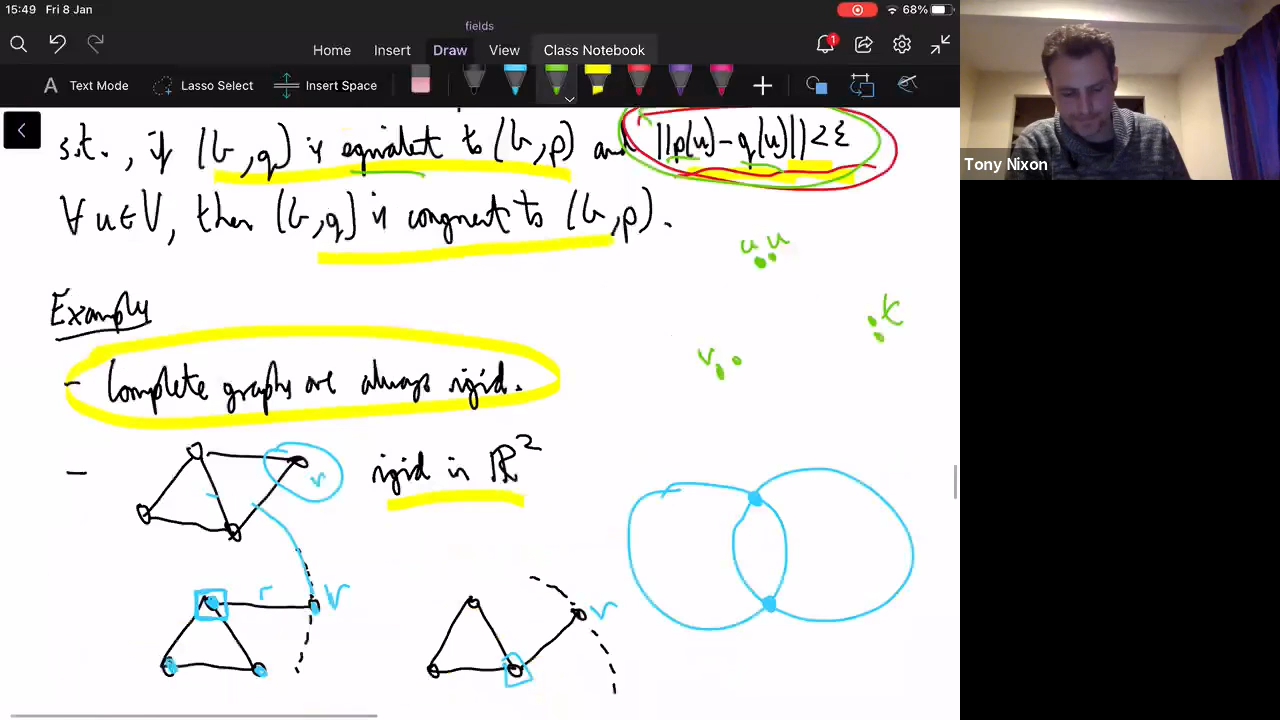 15:49 Fri 8 Jan
68%
fields
Home Insert Draw View Class Notebook
1
A Text Mode Lasso Select Insert Space
Tony Nixon
s.t., if (G,q) is equivalent to (G,p) and ||p(u)-q(u)||<ε
∀ u∈V, then (G,q) is congruent to (G,p).
u u
Examples
t
v
- Complete graphs are always rigid.
- v rigid in ℝ²
r v v